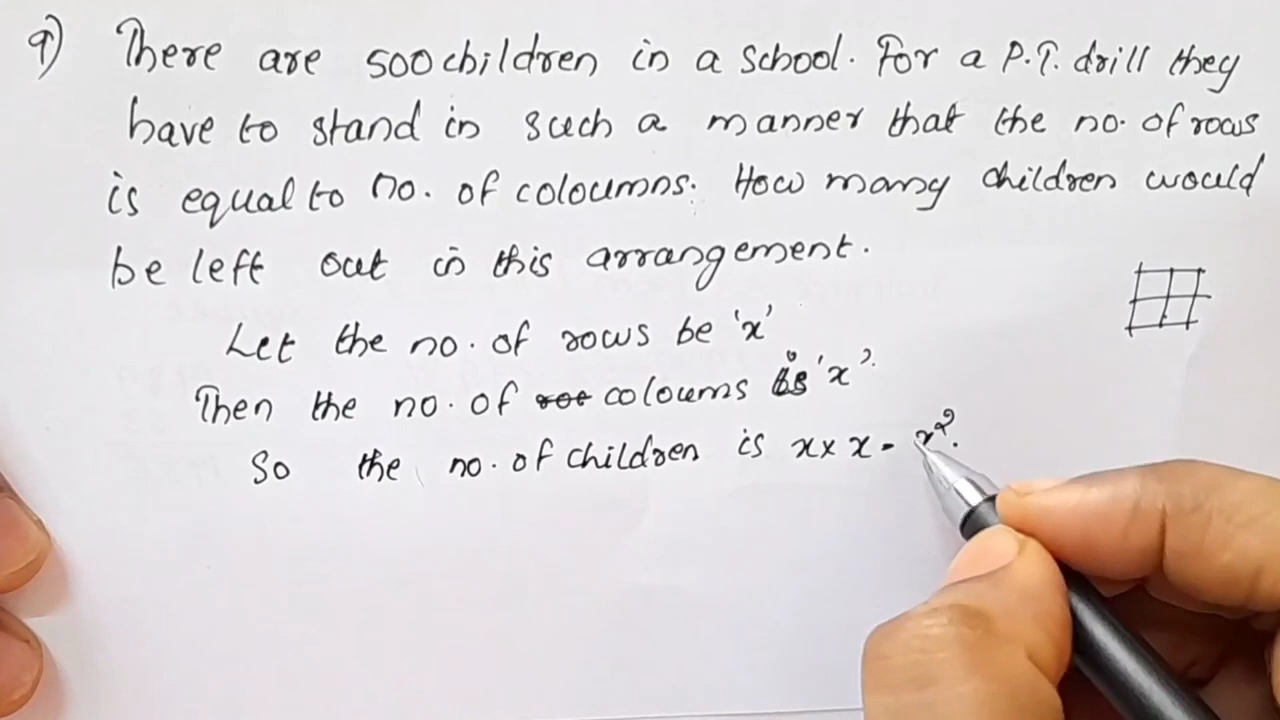 9) There are 500 children in a school. For a P.T. drill they
have to stand in such a manner that the no. of rows
is equal to no. of coloumns. How many children would
be left out in this arrangement.
Let the no. of rows be 'x'
Then the no. of coloums is 'x'.
So the no. of children is x × x = x².